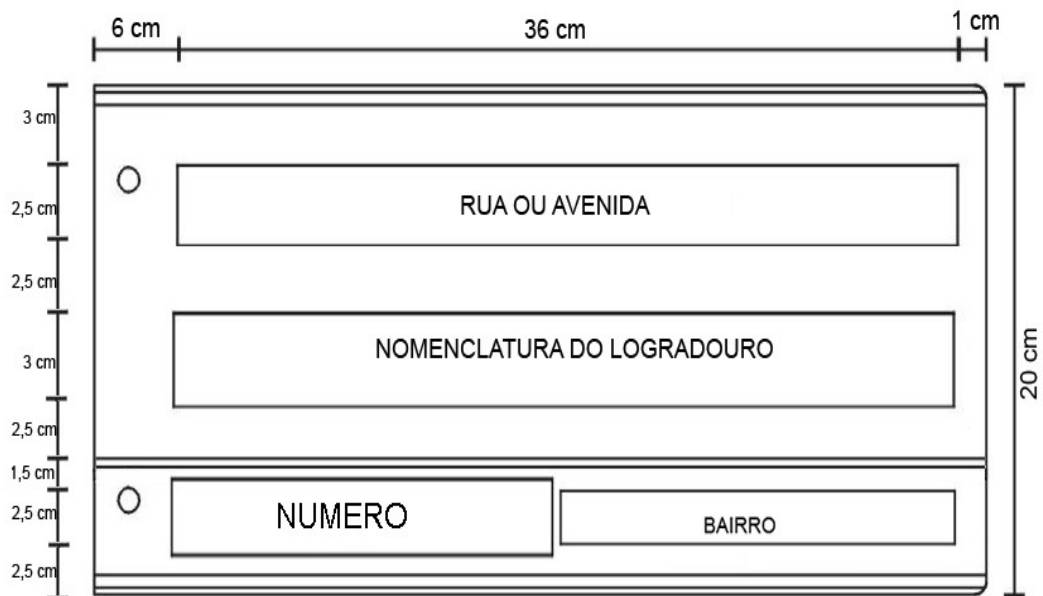 6 cm
36 cm
1 cm
3 cm
2,5 cm
RUA OU AVENIDA
2,5 cm
3 cm
NOMENCLATURA DO LOGRADOURO
20 cm
2,5 cm
1,5 cm
2,5 cm
NUMERO
BAIRRO
2,5 cm